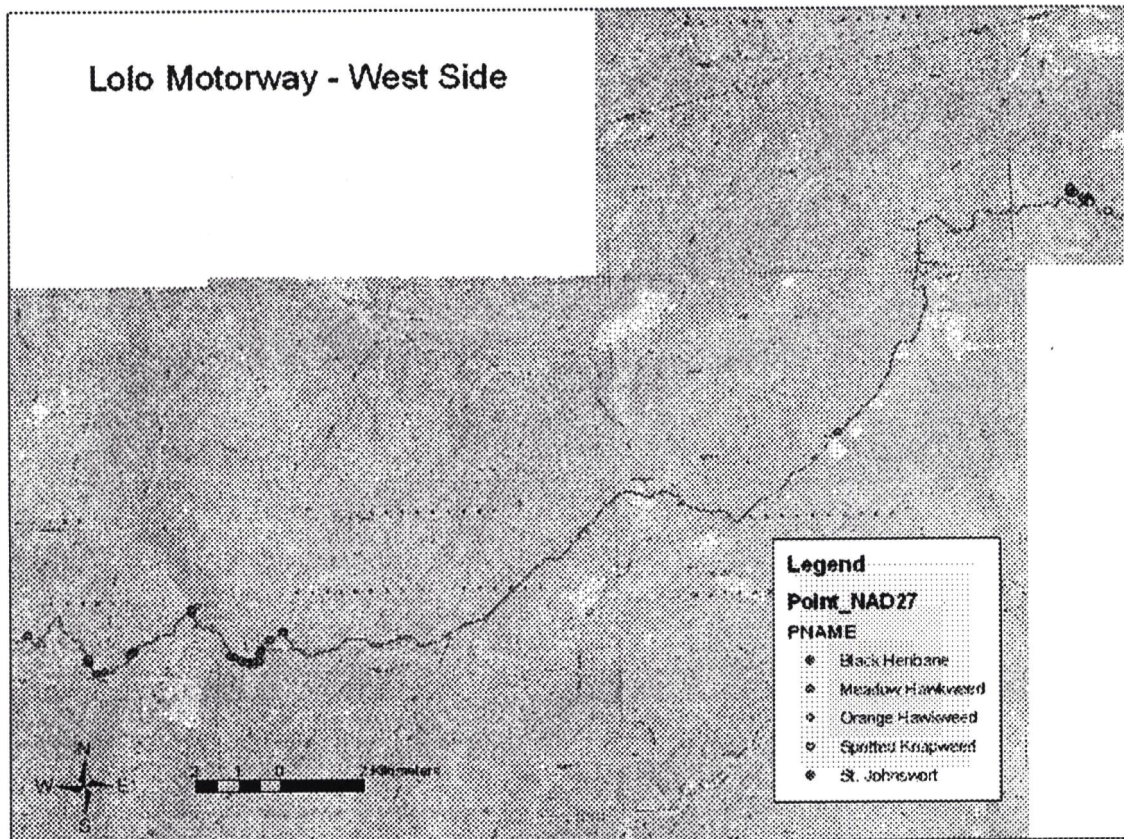 Lolo Motorway - West Side
Legend
Point_NAD27
PNAME
Black Henbane
Meadow Hawkweed
Orange Hawkweed
Spotted Knapweed
St. Johnswort
N
W E
S
2 1 0 2 Kilometers